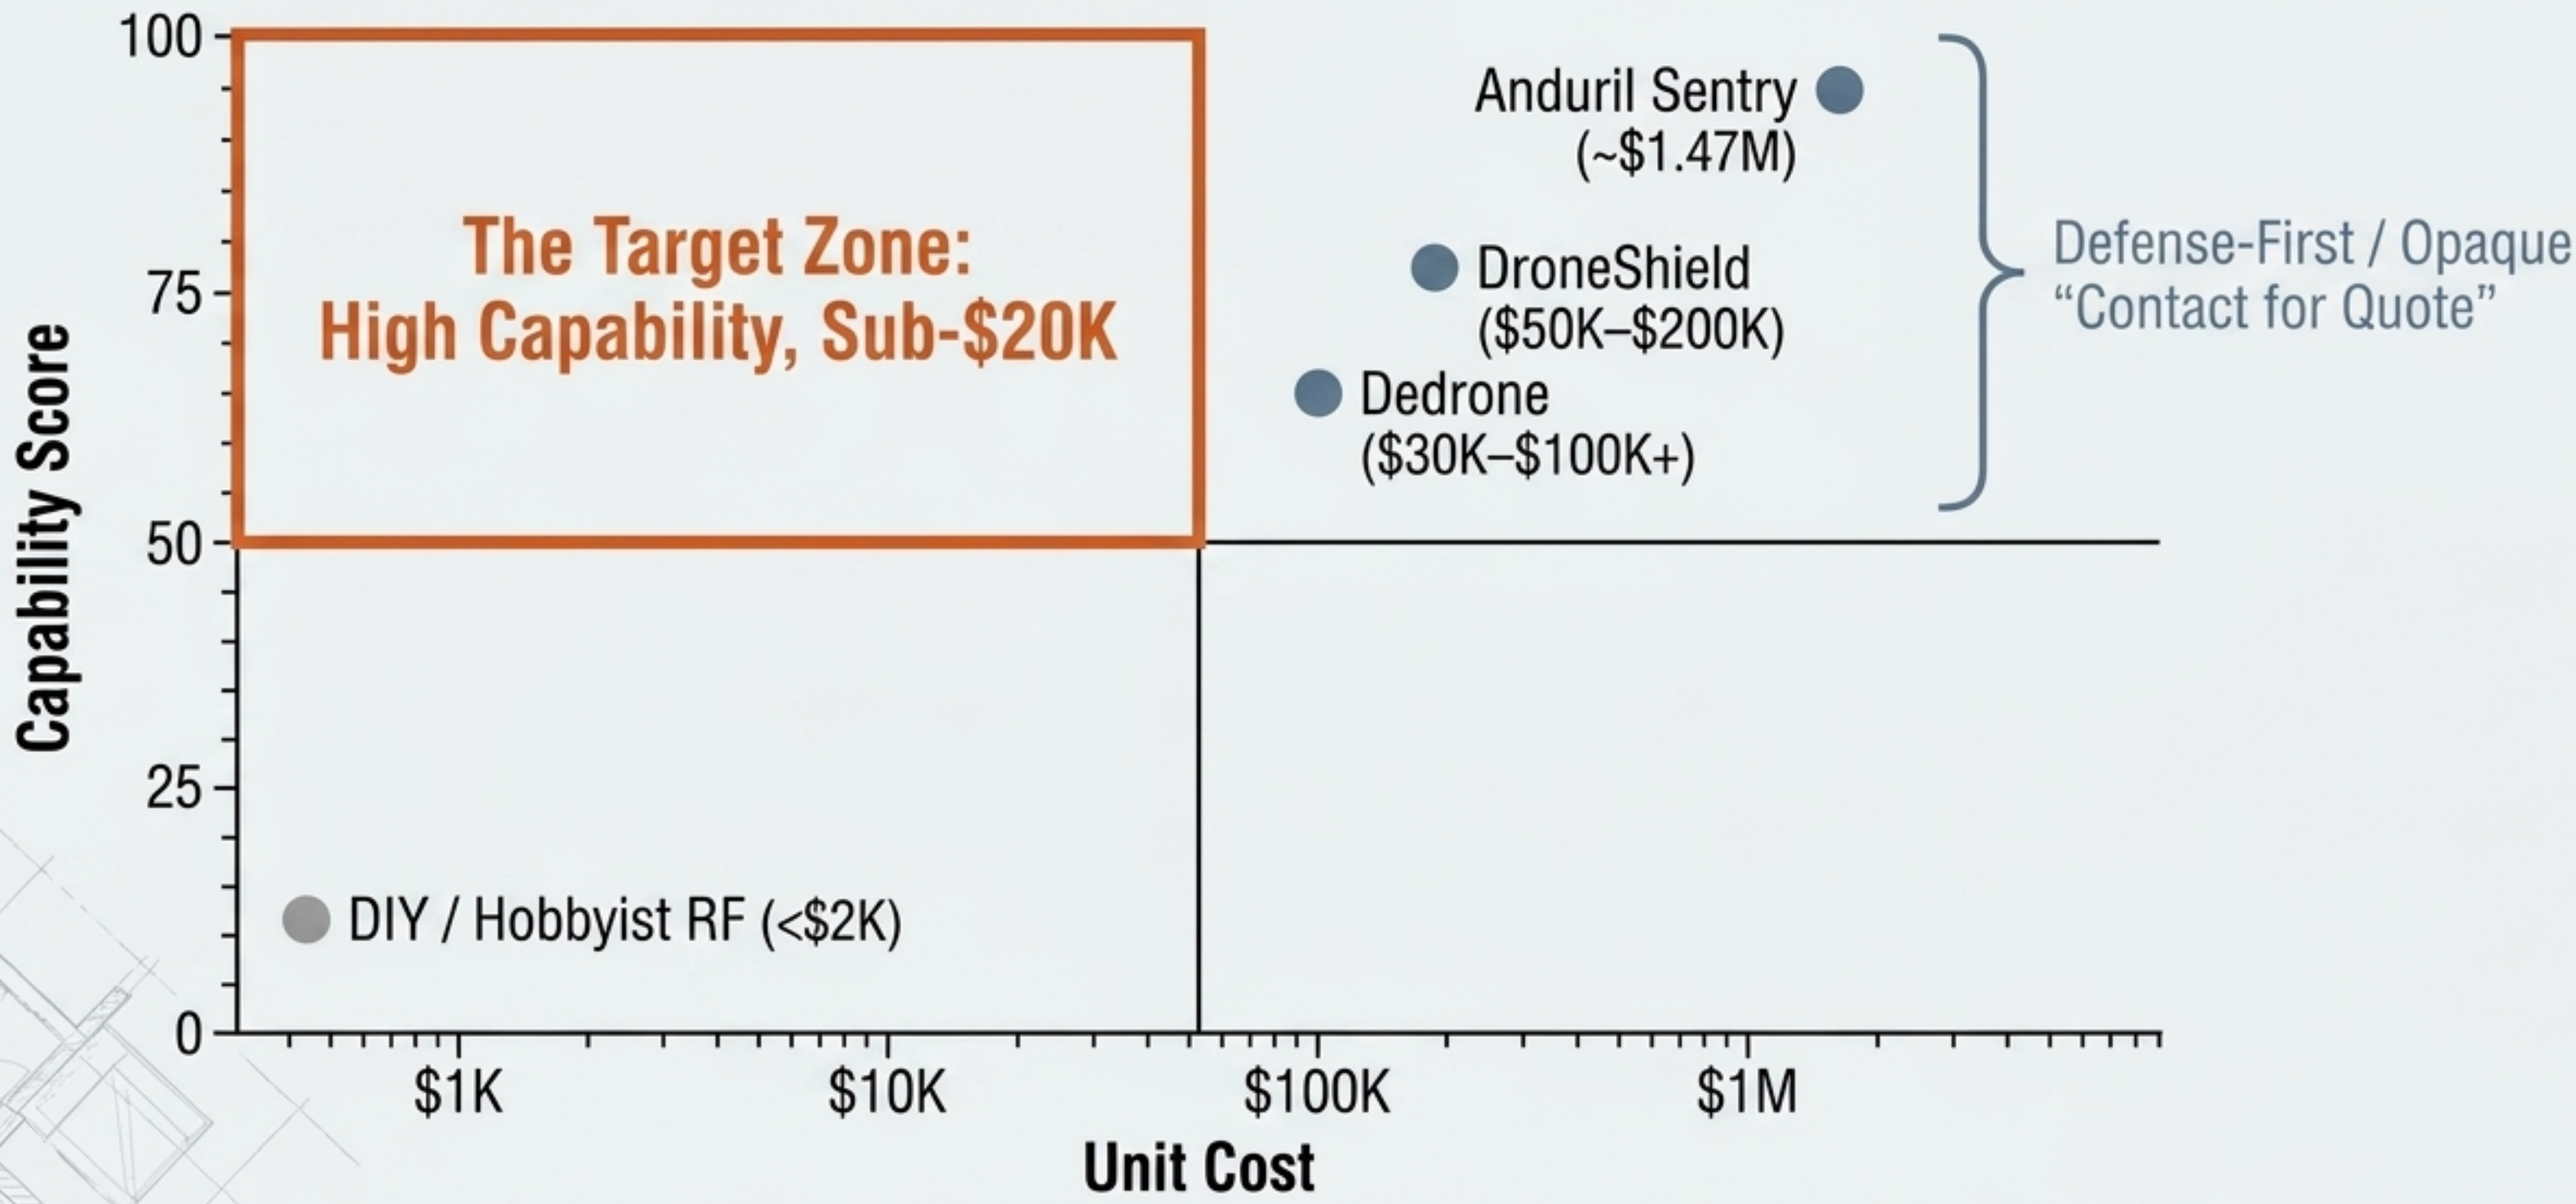 100
75
50
25
0
Capability Score
The Target Zone:
High Capability, Sub-$20K
Anduril Sentry
(~$1.47M)
DroneShield
($50K–$200K)
Dedrone
($30K–$100K+)
Defense-First / Opaque
“Contact for Quote”
DIY / Hobbyist RF (<$2K)
$1K
$10K
$100K
$1M
Unit Cost